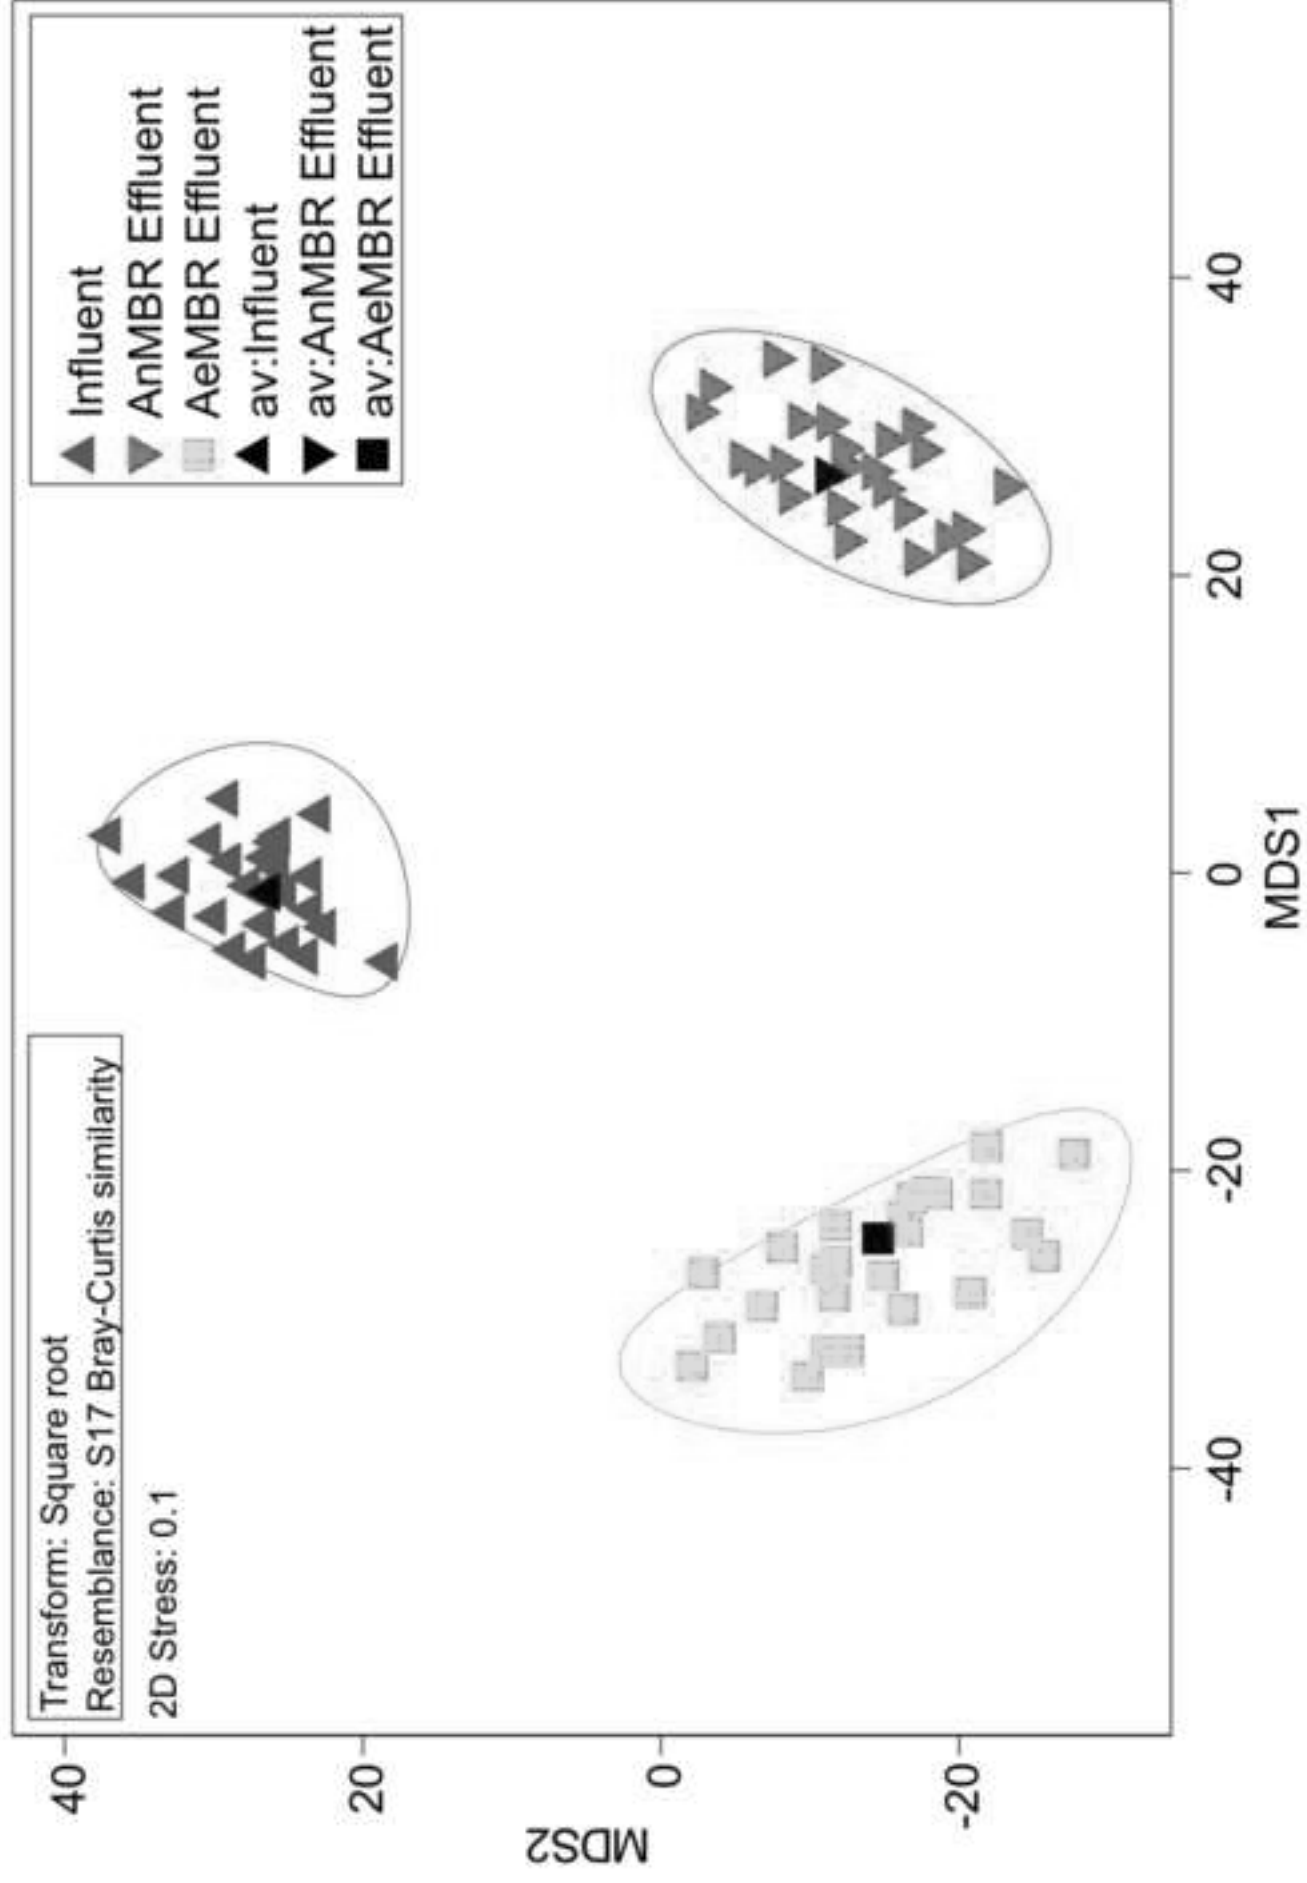 Transform: Square root
Resemblance: S17 Bray-Curtis similarity
2D Stress: 0.1
Influent
AnMBR Effluent
AeMBR Effluent
av:Influent
av:AnMBR Effluent
av:AeMBR Effluent
40
20
0
-20
MDS2
-40
-20
0
20
40
MDS1